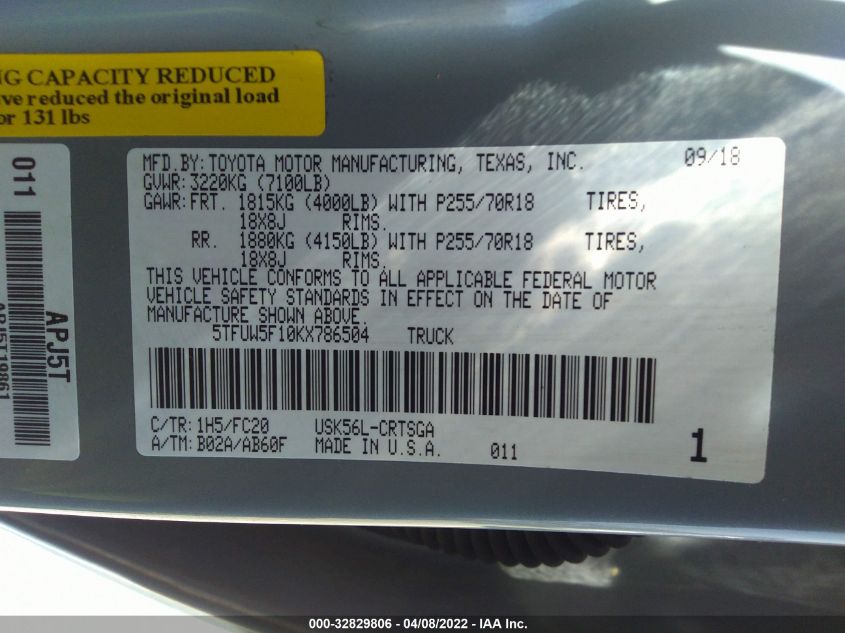 NG CAPACITY REDUCED
ve reduced the original load
or 131 lbs
011
APJ5T
APJ5T19861
MFD.BY: TOYOTA MOTOR MANUFACTURING, TEXAS, INC. 09/18
GVWR: 3220KG (7100LB)
GAWR: FRT. 1815KG (4000LB) WITH P255/70R18 TIRES,
18X8J RIMS.
RR. 1880KG (4150LB) WITH P255/70R18 TIRES,
18X8J RIMS.
THIS VEHICLE CONFORMS TO ALL APPLICABLE FEDERAL MOTOR
VEHICLE SAFETY STANDARDS IN EFFECT ON THE DATE OF
MANUFACTURE SHOWN ABOVE.
5TFUW5F10KX786504 TRUCK
C/TR: 1H5/FC20 USK56L-CRTSGA
A/TM: B02A/AB60F MADE IN U.S.A. 011 1
000-32829806 - 04/08/2022 - IAA Inc.